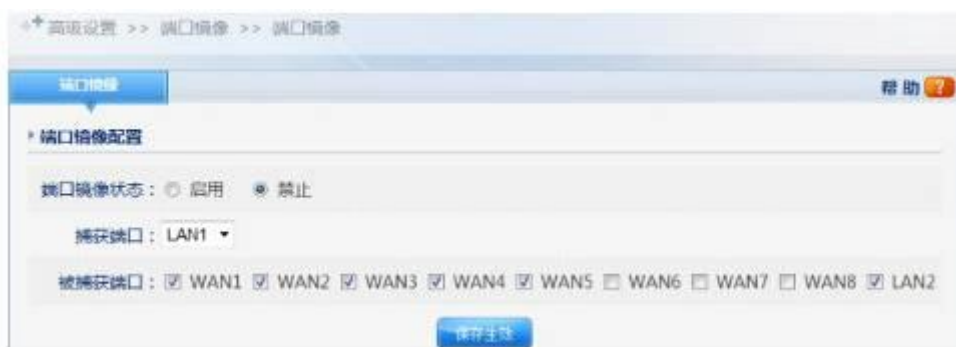 高级设置 >> 端口镜像 >> 端口镜像
端口镜像 帮助 ?
端口镜像配置
端口镜像状态： 启用 禁止
捕获端口： LAN1
被捕获端口： WAN1 WAN2 WAN3 WAN4 WAN5 WAN6 WAN7 WAN8 LAN2
保存生效